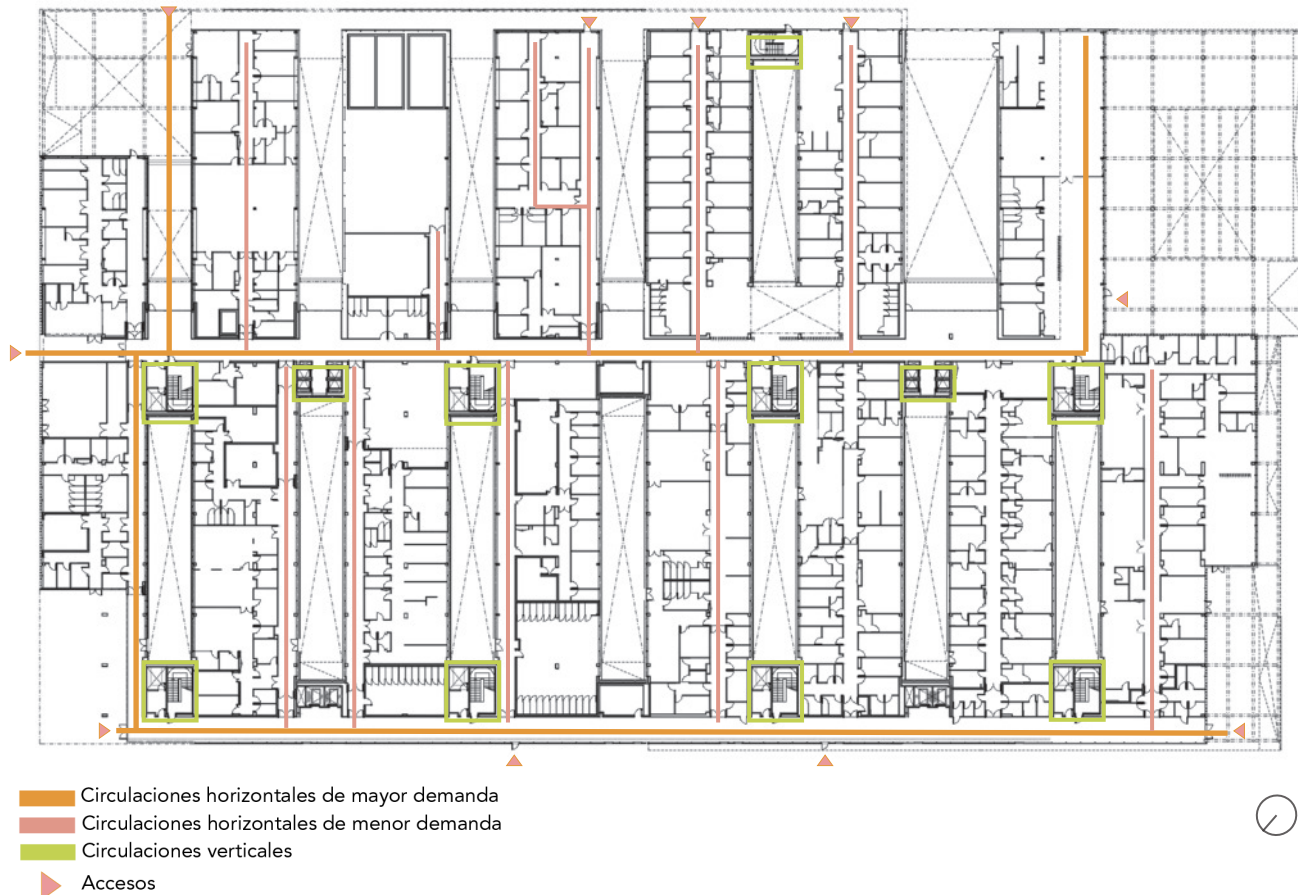 Circulaciones horizontales de mayor demanda
Circulaciones horizontales de menor demanda
Circulaciones verticales
Accesos